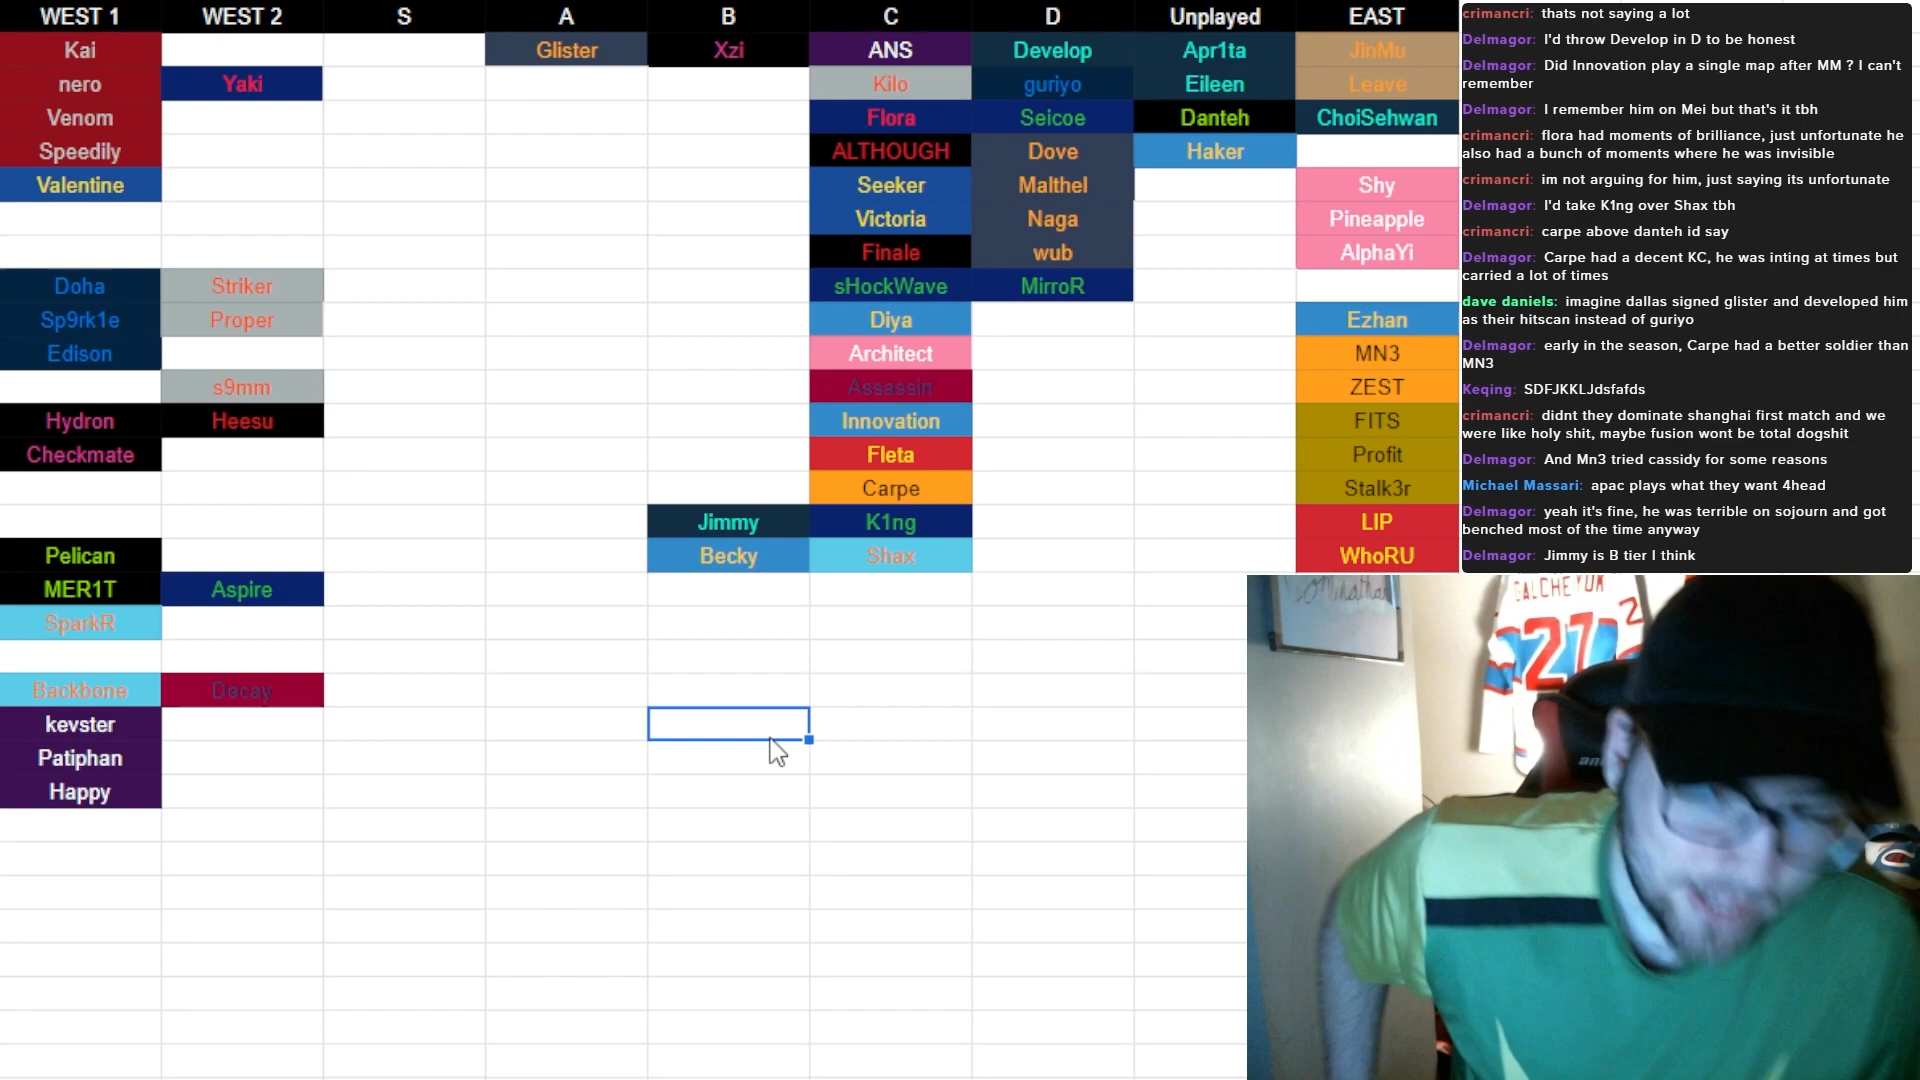 WEST 1 WEST 2 S A B C D Unplayed EAST
Kai Glister Xzi ANS Develop Apr1ta JinMu
nero Yaki Kilo guriyo Eileen Leave
Venom Flora Seicoe Danteh ChoiSehwan
Speedily ALTHOUGH Dove Haker
Valentine Seeker Malthel Shy
Victoria Naga Pineapple
Finale wub AlphaYi
Doha Striker sHockWave MirroR
Sp9rk1e Proper Diya Ezhan
Edison Architect MN3
s9mm Assassin ZEST
Hydron Heesu Innovation FITS
Checkmate Fleta Profit
Carpe Stalk3r
Jimmy K1ng LIP
Pelican Becky Shax WhoRU
MER1T Aspire
SparkR
Backbone Decay
kevster
Patiphan
Happy
crimancri: thats not saying a lot
Delmagor: I'd throw Develop in D to be honest
Delmagor: Did Innovation play a single map after MM ? I can't
remember
Delmagor: I remember him on Mei but that's it tbh
crimancri: flora had moments of brilliance, just unfortunate he
also had a bunch of moments where he was invisible
crimancri: im not arguing for him, just saying its unfortunate
Delmagor: I'd take K1ng over Shax tbh
crimancri: carpe above danteh id say
Delmagor: Carpe had a decent KC, he was inting at times but
carried a lot of times
dave daniels: imagine dallas signed glister and developed him
as their hitscan instead of guriyo
Delmagor: early in the season, Carpe had a better soldier than
MN3
Keqing: SDFJKKLJdsfafds
crimancri: didnt they dominate shanghai first match and we
were like holy shit, maybe fusion wont be total dogshit
Delmagor: And Mn3 tried cassidy for some reasons
Michael Massari: apac plays what they want 4head
Delmagor: yeah it's fine, he was terrible on sojourn and got
benched most of the time anyway
Delmagor: Jimmy is B tier I think
GALCHENYUK
27